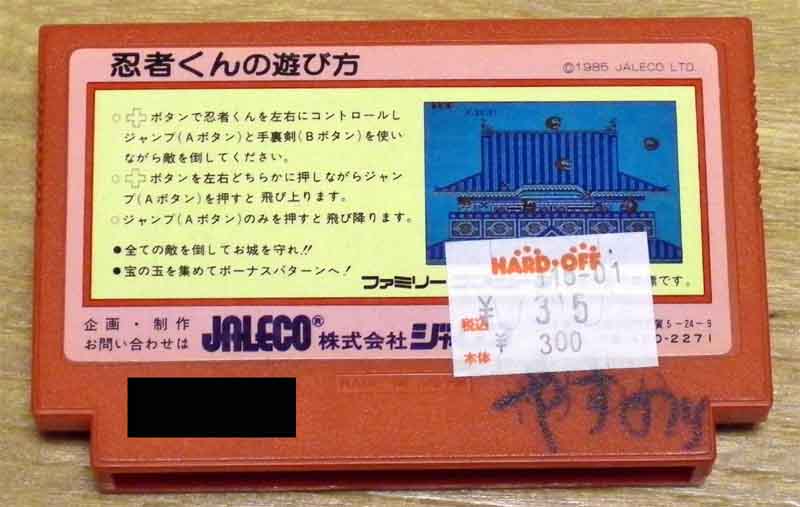 忍者くんの遊び方
©1985 JALECO LTD.
ボタンで忍者くんを左右にコントロールし
ジャンプ(Aボタン)と手裏剣(Bボタン)を使い
ながら敵を倒してください。
ボタンを左右どちらかに押しながらジャン
プ(Aボタン)を押すと飛び上ります。
ジャンプ(Aボタン)のみを押すと飛び降ります。
●全ての敵を倒してお城を守れ!!
●宝の玉を集めてボーナスパターンへ!
ファミリー
標です。
HARD・OFF
税込 ¥ 315
本体 ¥ 300
企画・制作
お問い合わせは
JALECO® 株式会社
5-24-9
-2271